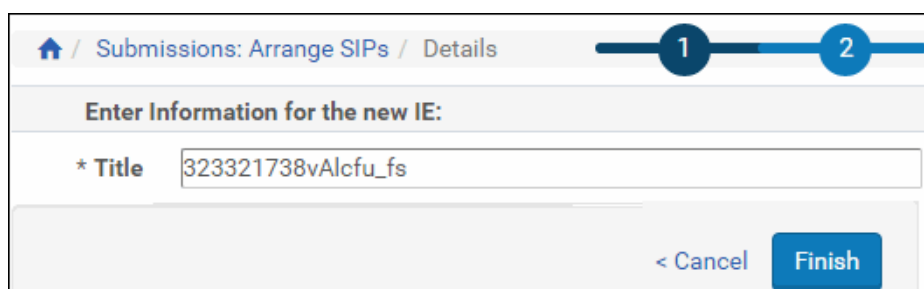 / Submissions: Arrange SIPs / Details 1 2
Enter Information for the new IE:
* Title 323321738vAlcfu_fs
< Cancel Finish